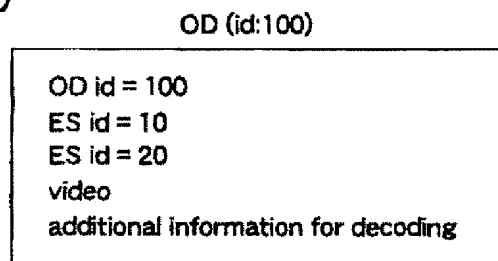 OD (id:100)
OD id = 100
ES id = 10
ES id = 20
video
additional information for decoding